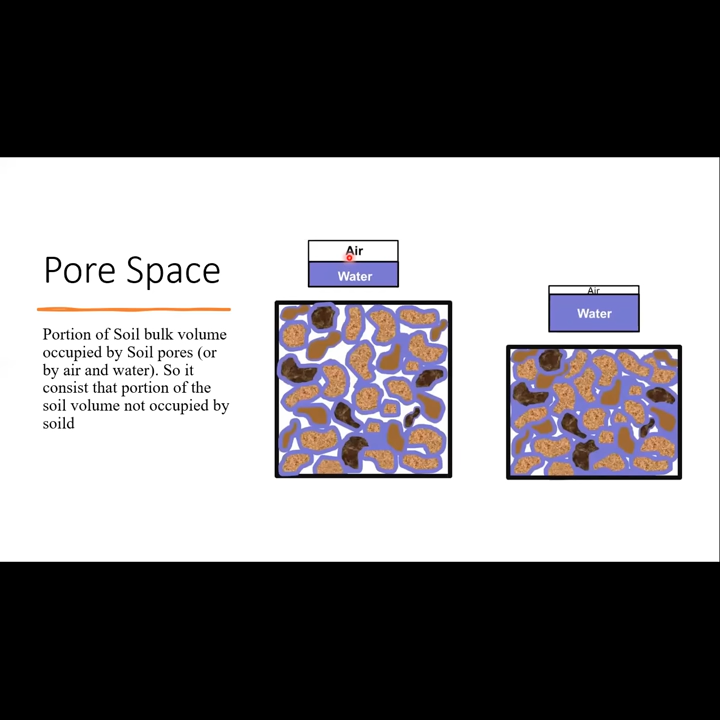 Pore Space
Portion of Soil bulk volume
occupied by Soil pores (or
by air and water). So it
consist that portion of the
soil volume not occupied by
soild
Air
Water
Air
Water